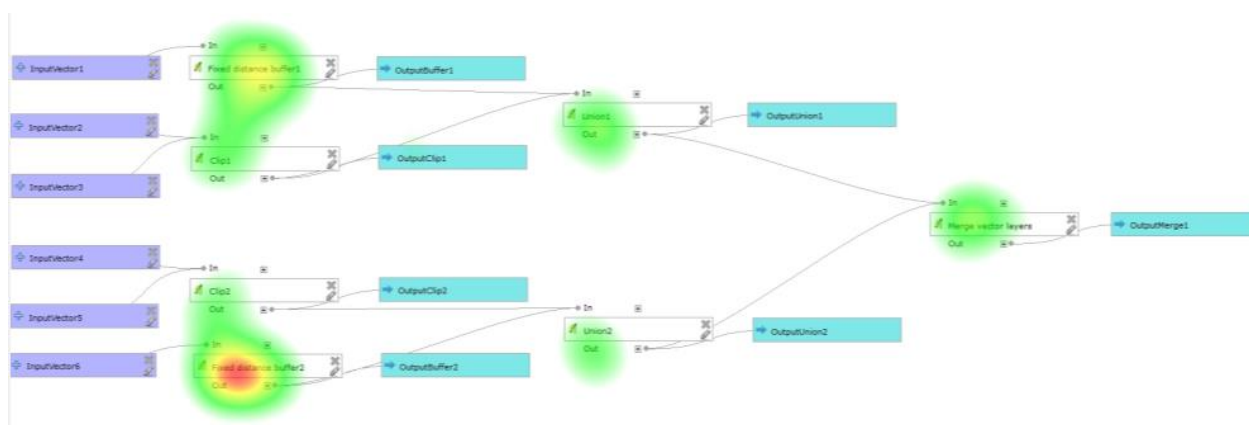 In
InputVector1
Fixed distance buffer1
OutputBuffer1
Out
In
Union1
OutputUnion1
InputVector2
In
Out
Clip1
OutputClip1
Out
InputVector3
In
Merge vector layers
OutputMerge1
Out
InputVector4
In
Clip2
OutputClip2
Out
InputVector5
In
Union2
OutputUnion2
In
Out
InputVector6
Fixed distance buffer2
OutputBuffer2
Out